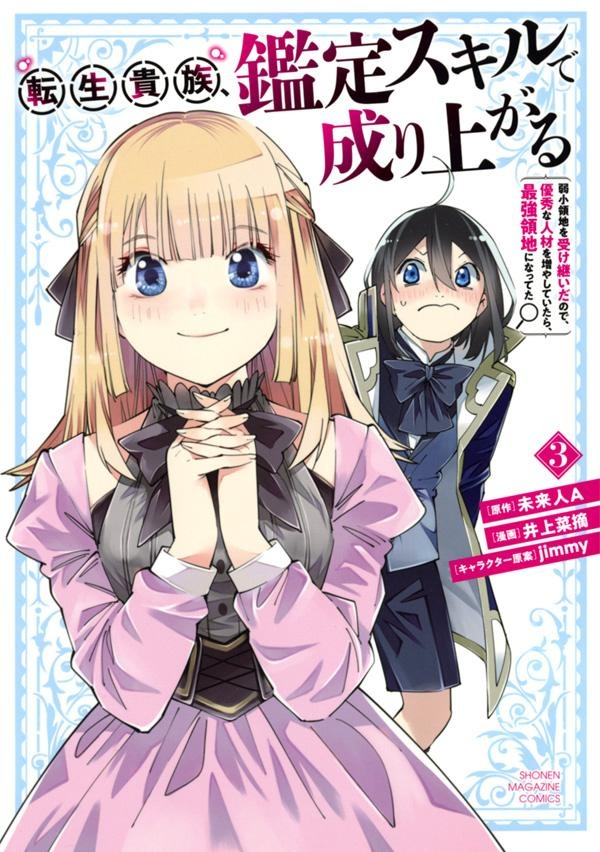 転生貴族、
鑑定スキルで
成り上がる
弱小領地を受け継いだので、
優秀な人材を増やしていたら、
最強領地になってた
3
[原作]未来人A
[漫画]井上菜摘
[キャラクター原案]jimmy
SHONEN
MAGAZINE
COMICS